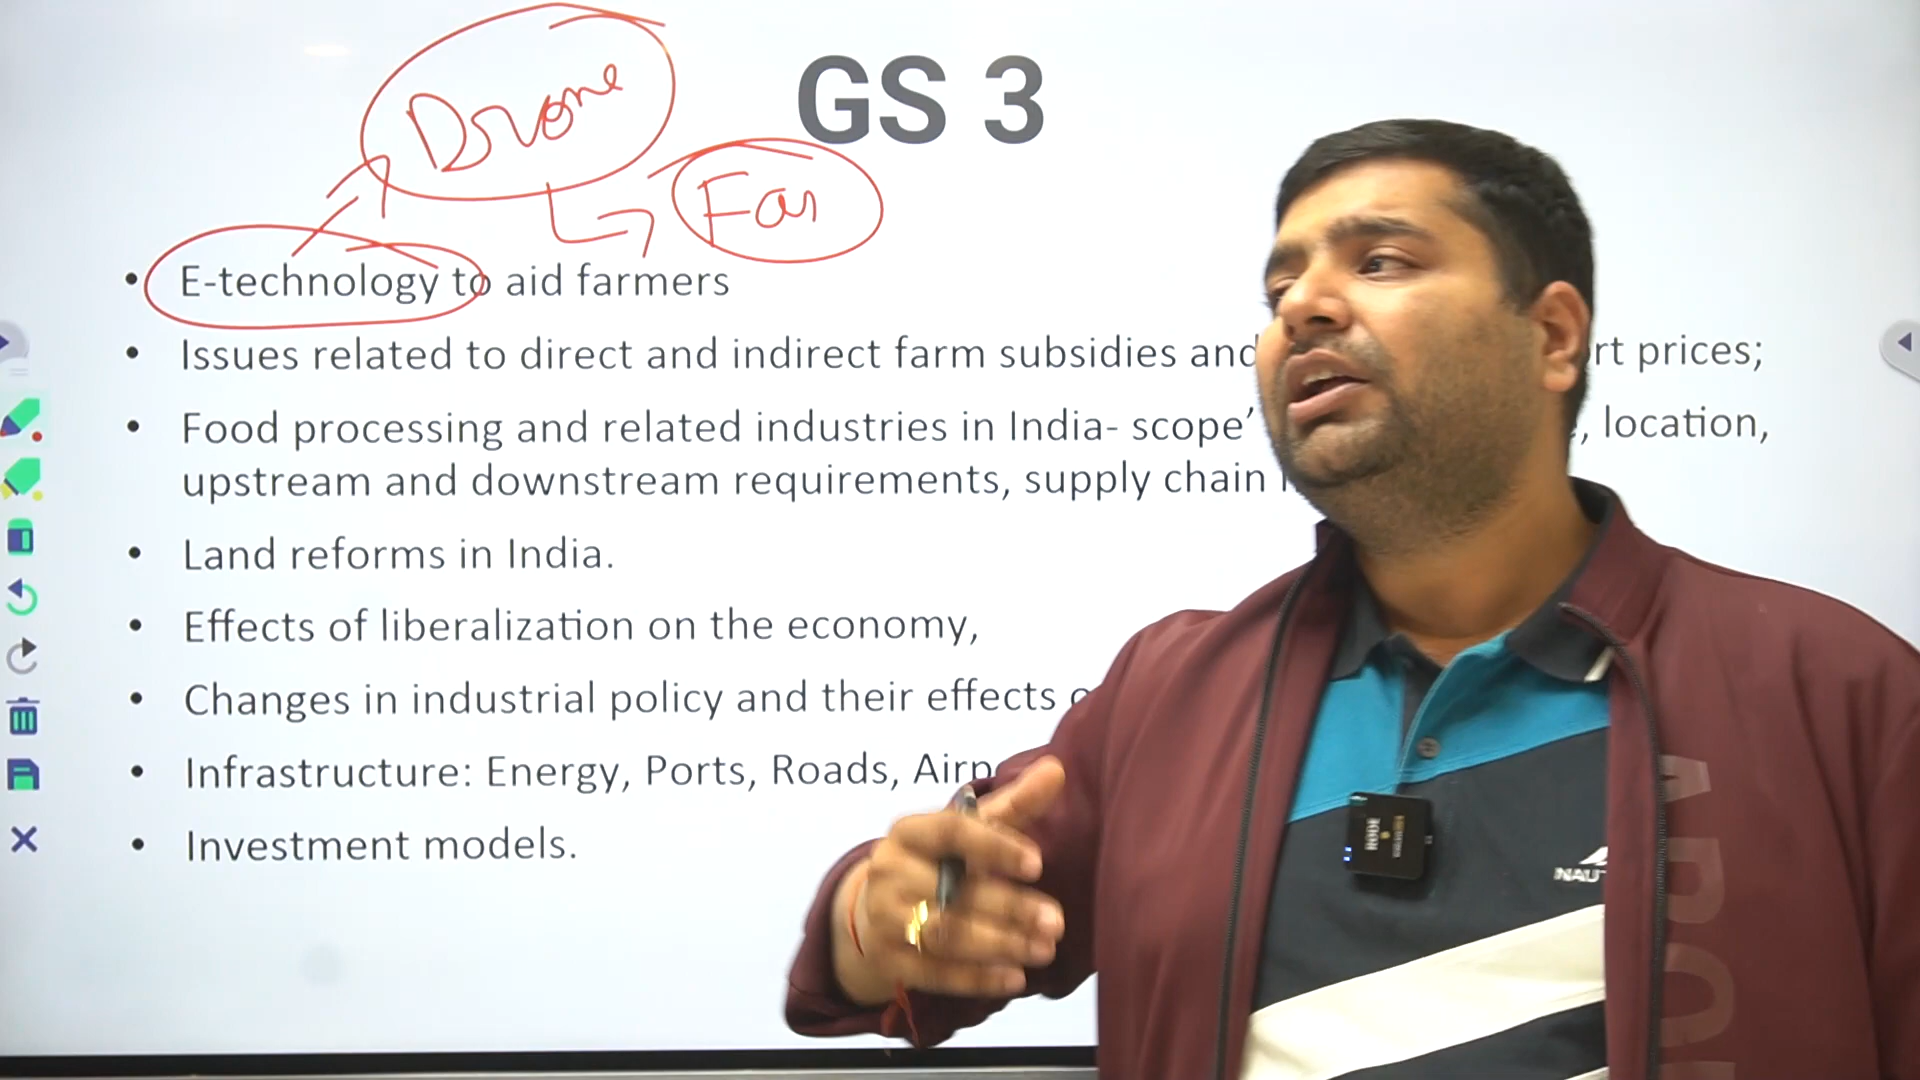 Drone
GS 3
Far
• E-technology to aid farmers
• Issues related to direct and indirect farm subsidies and rt prices;
• Food processing and related industries in India- scope’ , location,
upstream and downstream requirements, supply chain
• Land reforms in India.
• Effects of liberalization on the economy,
• Changes in industrial policy and their effects
• Infrastructure: Energy, Ports, Roads, Airp
• Investment models.
RODE
NAUT